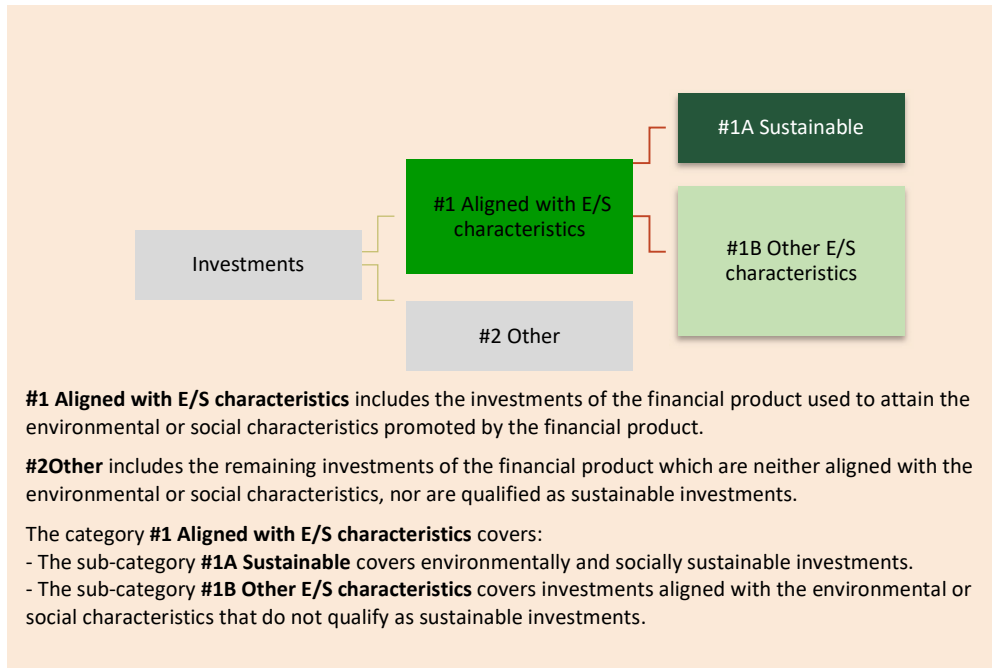 #1A Sustainable
#1 Aligned with E/S
characteristics
#1B Other E/S
characteristics
Investments
#2 Other
#1 Aligned with E/S characteristics includes the investments of the financial product used to attain the
environmental or social characteristics promoted by the financial product.
#2Other includes the remaining investments of the financial product which are neither aligned with the
environmental or social characteristics, nor are qualified as sustainable investments.
The category #1 Aligned with E/S characteristics covers:
- The sub-category #1A Sustainable covers environmentally and socially sustainable investments.
- The sub-category #1B Other E/S characteristics covers investments aligned with the environmental or
social characteristics that do not qualify as sustainable investments.